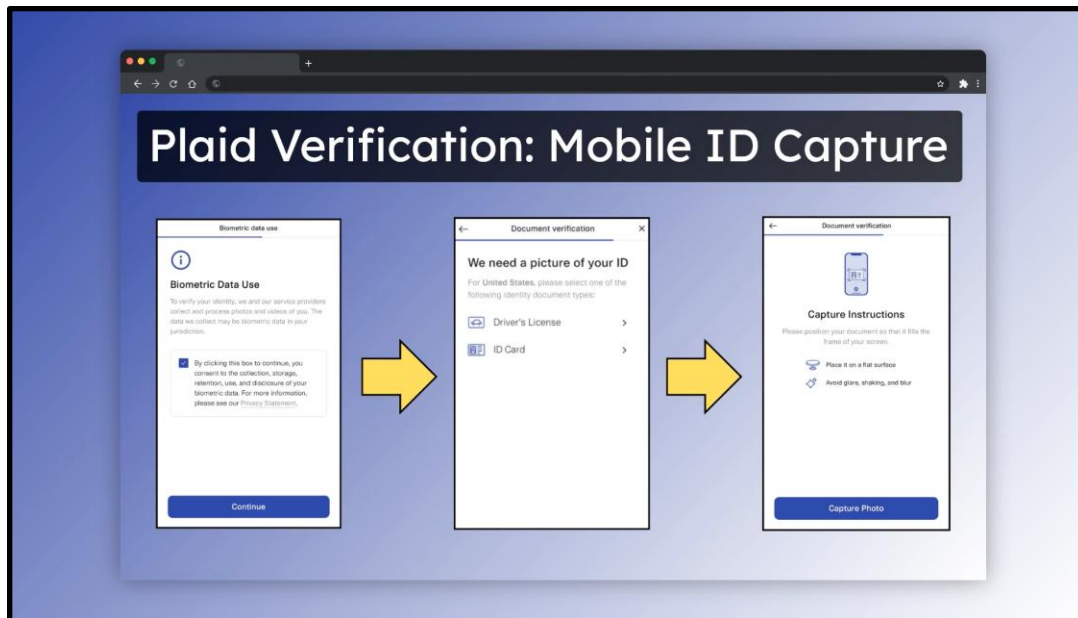 Plaid Verification: Mobile ID Capture
Biometric data use
Biometric Data Use
To verify your identity, we and our service providers
collect and process photos and videos of you. The
data we collect may be biometric data in your
jurisdiction.
By clicking this box to continue, you
consent to the collection, storage,
retention, use, and disclosure of your
biometric data. For more information,
please see our Privacy Statement.
Continue
Document verification
We need a picture of your ID
For United States, please select one of the
following identity document types:
Driver's License
ID Card
Document verification
Capture Instructions
Please position your document so that it fills the
frame of your screen.
Place it on a flat surface
Avoid glare, shaking, and blur
Capture Photo